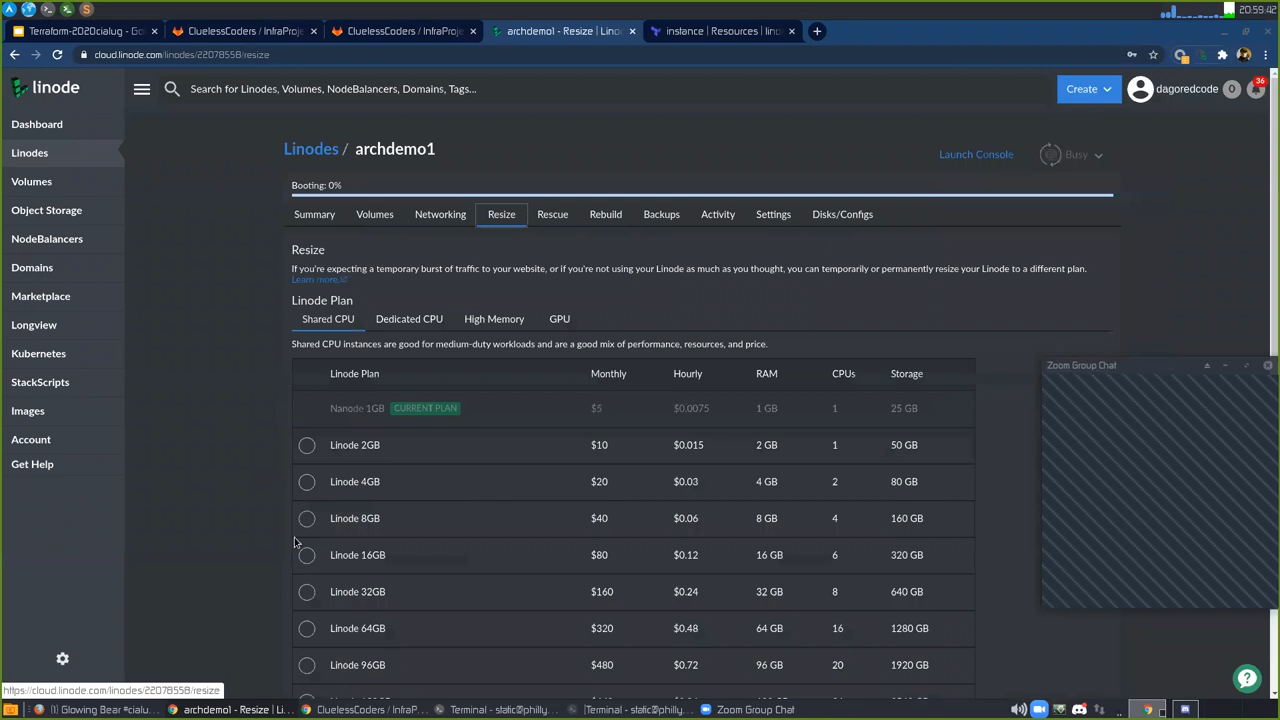 20:59:42
Terraform-2020cialug - Go
CluelessCoders / InfraProje
CluelessCoders / InfraProje
archdemo1 - Resize | Lino
instance | Resources | lino
cloud.linode.com/linodes/22078558/resize
linode
Search for Linodes, Volumes, NodeBalancers, Domains, Tags...
Create
dagoredcode
0
36
Dashboard
Linodes
Volumes
Object Storage
NodeBalancers
Domains
Marketplace
Longview
Kubernetes
StackScripts
Images
Account
Get Help
Linodes / archdemo1
Launch Console
Busy
Booting: 0%
Summary Volumes Networking Resize Rescue Rebuild Backups Activity Settings Disks/Configs
Resize
If you're expecting a temporary burst of traffic to your website, or if you're not using your Linode as much as you thought, you can temporarily or permanently resize your Linode to a different plan.
Learn more.
Linode Plan
Shared CPU Dedicated CPU High Memory GPU
Shared CPU instances are good for medium-duty workloads and are a good mix of performance, resources, and price.
Linode Plan Monthly Hourly RAM CPUs Storage
Nanode 1GB CURRENT PLAN $5 $0.0075 1 GB 1 25 GB
Linode 2GB $10 $0.015 2 GB 1 50 GB
Linode 4GB $20 $0.03 4 GB 2 80 GB
Linode 8GB $40 $0.06 8 GB 4 160 GB
Linode 16GB $80 $0.12 16 GB 6 320 GB
Linode 32GB $160 $0.24 32 GB 8 640 GB
Linode 64GB $320 $0.48 64 GB 16 1280 GB
Linode 96GB $480 $0.72 96 GB 20 1920 GB
Zoom Group Chat
https://cloud.linode.com/linodes/22078558/resize
Glowing Bear #cialu...
archdemo1 - Resize | Li...
CluelessCoders / InfraP...
Terminal - static@philly...
[Terminal - static@phill...
Zoom Group Chat